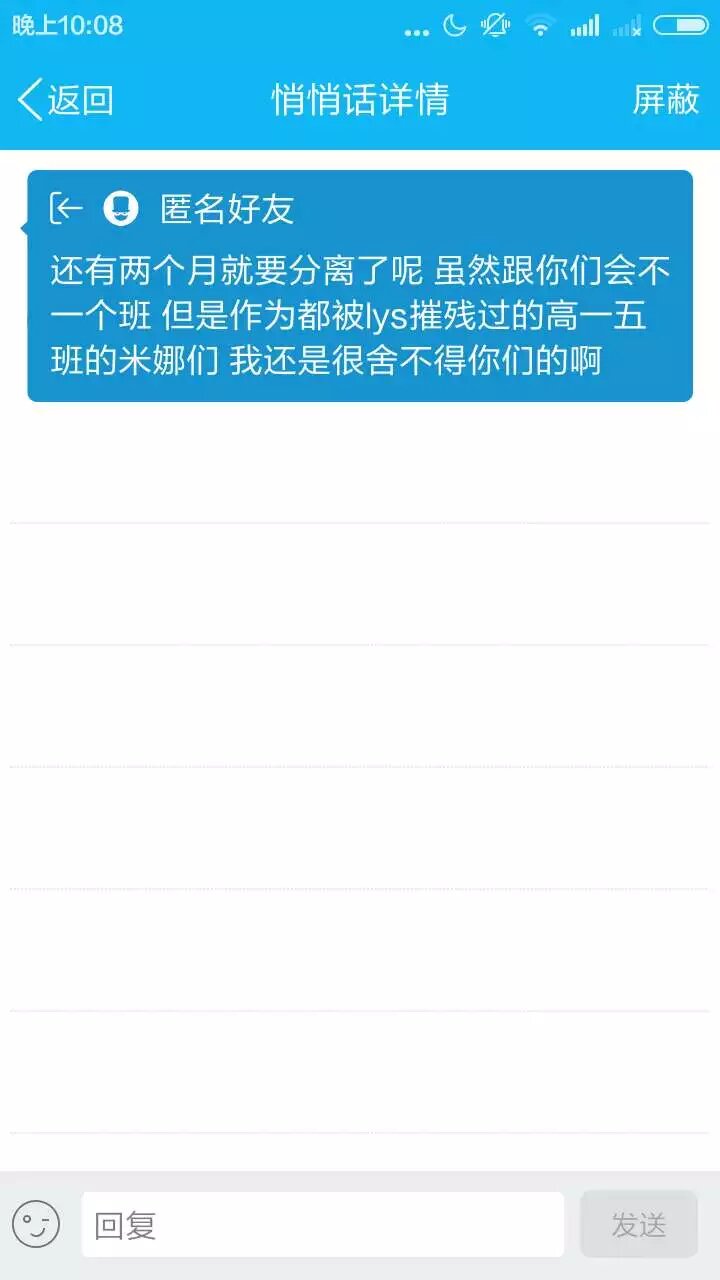 晚上10:08
返回 悄悄话详情 屏蔽
匿名好友
还有两个月就要分离了呢 虽然跟你们会不
一个班 但是作为都被lys摧残过的高一五
班的米娜们 我还是很舍不得你们的啊
回复 发送